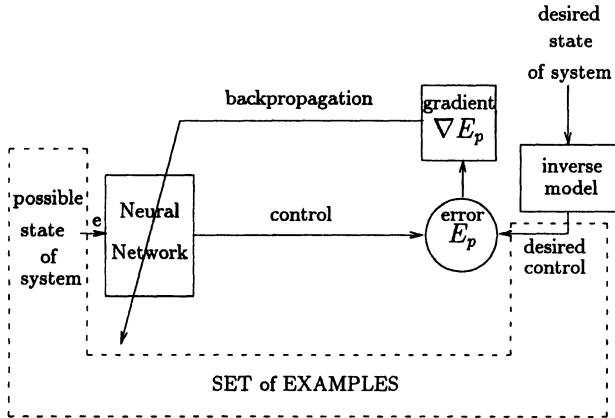 desired
state
of system
backpropagation
gradient
∇E_p
inverse
model
possible
state
of
system
e
Neural
Network
control
error
E_p
desired
control
SET of EXAMPLES